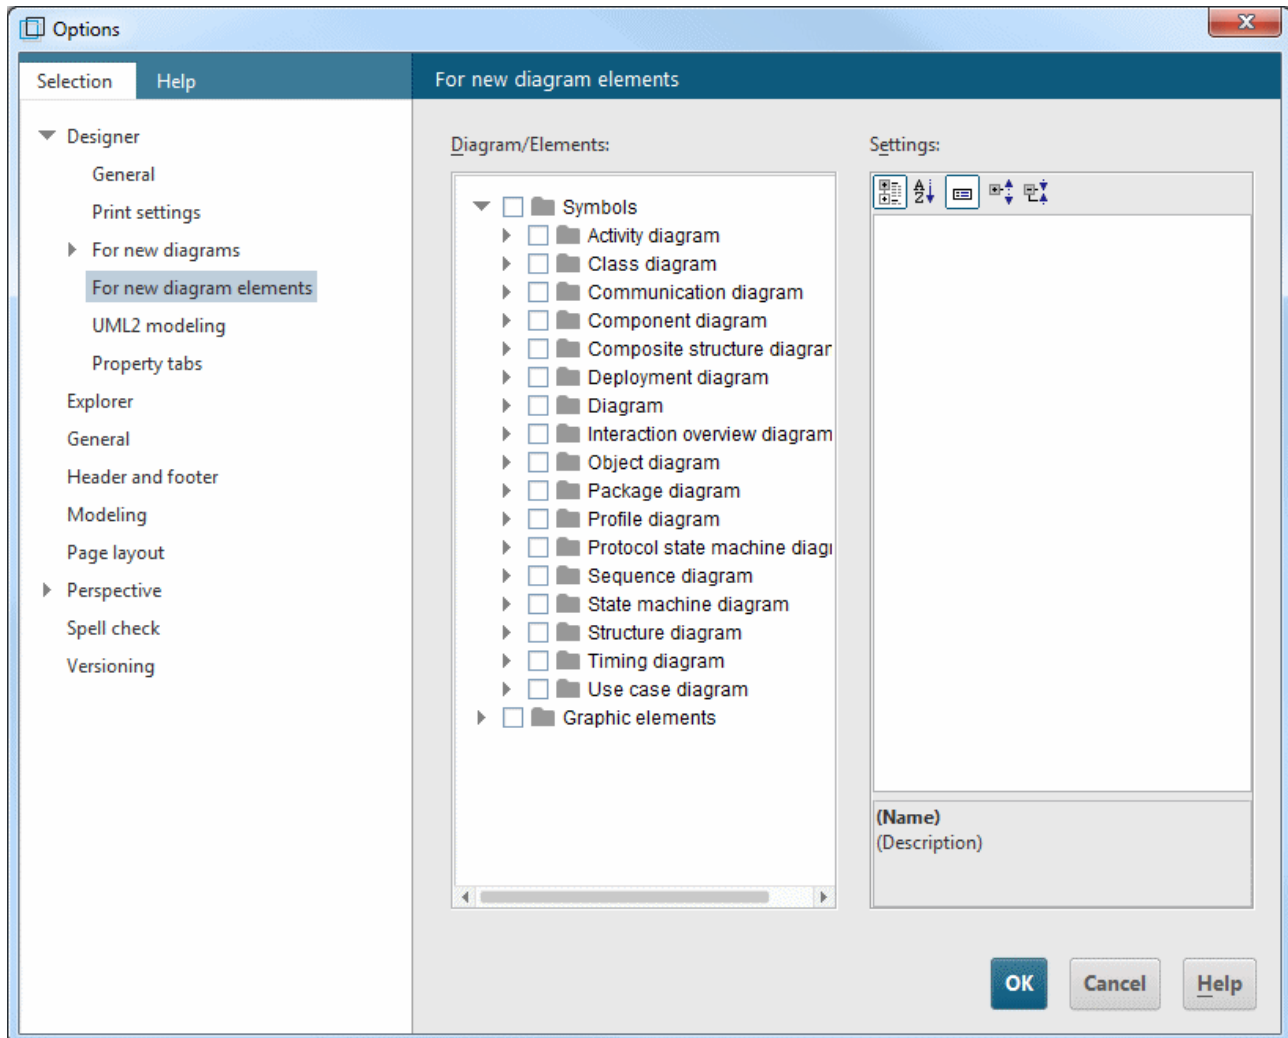 Options
Selection
Help
For new diagram elements
Designer
General
Print settings
For new diagrams
For new diagram elements
UML2 modeling
Property tabs
Explorer
General
Header and footer
Modeling
Page layout
Perspective
Spell check
Versioning
Diagram/Elements:
Symbols
Activity diagram
Class diagram
Communication diagram
Component diagram
Composite structure diagrar
Deployment diagram
Diagram
Interaction overview diagram
Object diagram
Package diagram
Profile diagram
Protocol state machine diagr
Sequence diagram
State machine diagram
Structure diagram
Timing diagram
Use case diagram
Graphic elements
Settings:
(Name)
(Description)
OK
Cancel
Help